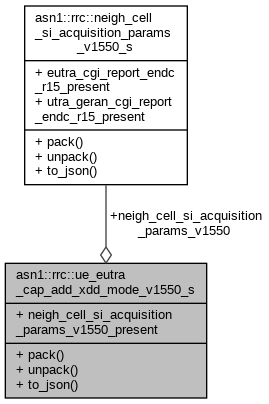 asn1::rrc::neigh_cell
_si_acquisition_params
_v1550_s
+ eutra_cgi_report_endc
_r15_present
+ utra_geran_cgi_report
_endc_r15_present
+ pack()
+ unpack()
+ to_json()
+neigh_cell_si_acquisition
_params_v1550
asn1::rrc::ue_eutra
_cap_add_xdd_mode_v1550_s
+ neigh_cell_si_acquisition
_params_v1550_present
+ pack()
+ unpack()
+ to_json()